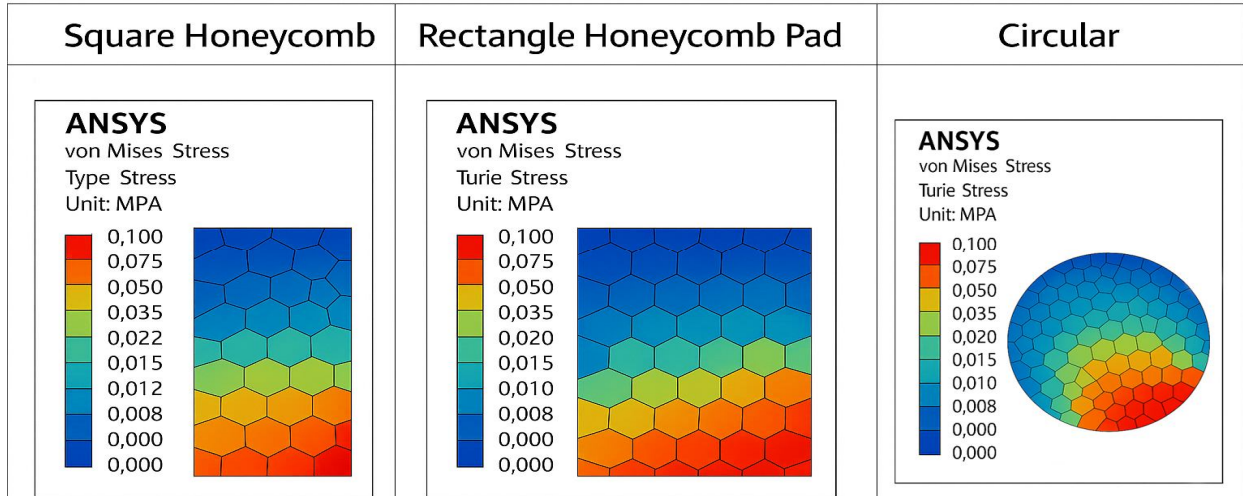 Square Honeycomb
Rectangle Honeycomb Pad
Circular
ANSYS
von Mises Stress
Type Stress
Unit: MPA
0,100
0,075
0,050
0,035
0,022
0,015
0,012
0,008
0,000
0,000
ANSYS
von Mises Stress
Turie Stress
Unit: MPA
0,100
0,075
0,050
0,035
0,020
0,015
0,010
0,008
0,000
0,000
ANSYS
von Mises Stress
Turie Stress
Unit: MPA
0,100
0,075
0,050
0,035
0,020
0,015
0,010
0,008
0,000
0,000